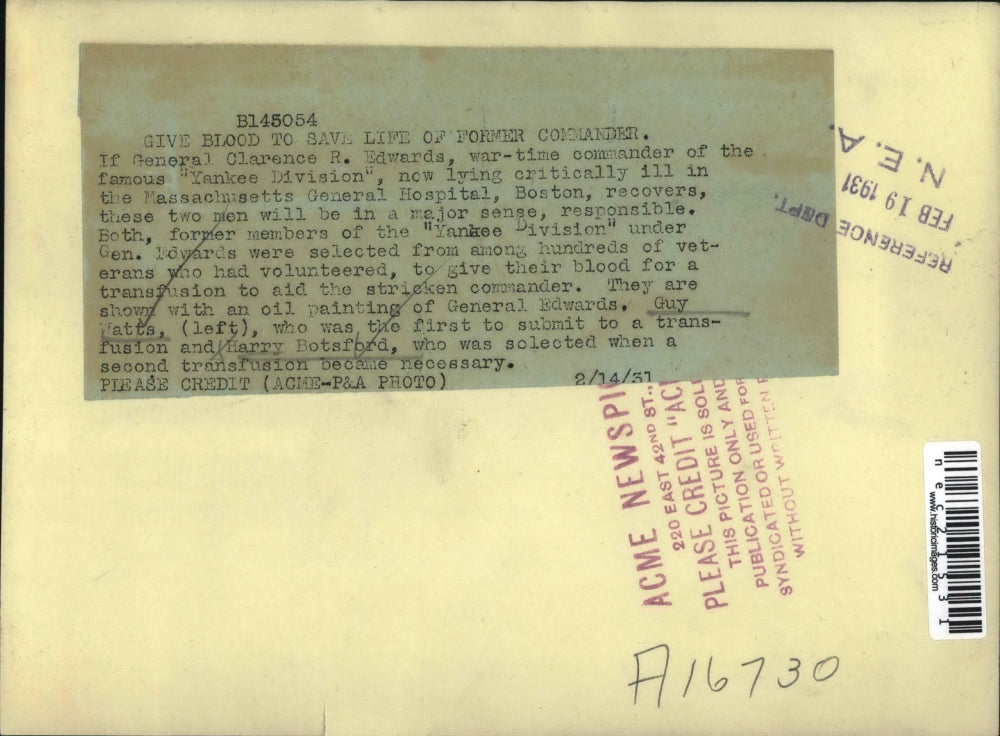 B145054
GIVE BLOOD TO SAVE LIFE OF FORMER COMMANDER.
If General Clarence R. Edwards, war-time commander of the
famous "Yankee Division", now lying critically ill in
the Massachusetts General Hospital, Boston, recovers,
these two men will be in a major sense, responsible.
Both, former members of the "Yankee Division" under
Gen. Edwards were selected from among hundreds of vet-
erans who had volunteered, to give their blood for a
transfusion to aid the stricken commander. They are
shown with an oil painting of General Edwards. Guy
Watts, (left), who was the first to submit to a trans-
fusion and Harry Botsford, who was selected when a
second transfusion became necessary.
PLEASE CREDIT (ACME-P&A PHOTO) 2/14/31
N. E. A.
FEB 19 1931
REFERENCE DEPT.
ACME NEWSPI
220 EAST 42ND ST.,
PLEASE CREDIT "AC
THIS PICTURE IS SOL
PUBLICATION ONLY AND
SYNDICATED OR USED FOR
WITHOUT WRITTEN P
nec21531
www.historicimages.com
A16730